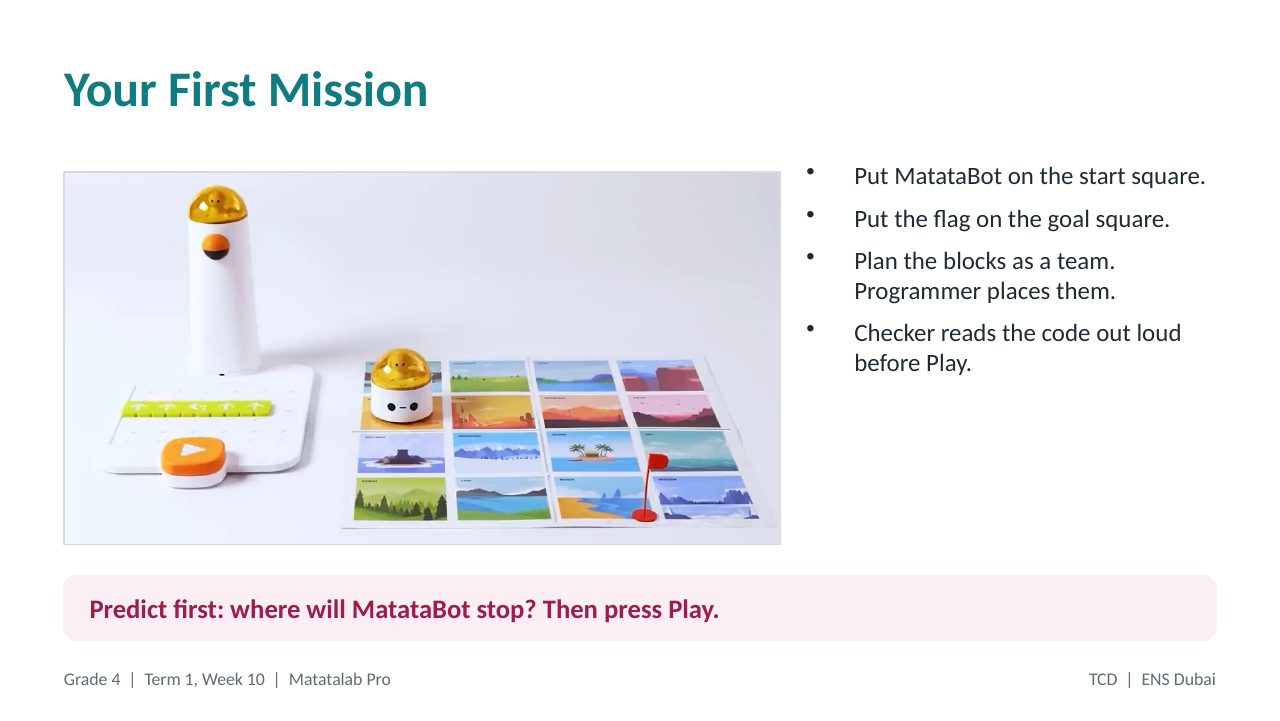 Your First Mission
• Put MatataBot on the start square.
• Put the flag on the goal square.
• Plan the blocks as a team.
Programmer places them.
• Checker reads the code out loud
before Play.
Predict first: where will MatataBot stop? Then press Play.
Grade 4 | Term 1, Week 10 | Matatalab Pro
TCD | ENS Dubai